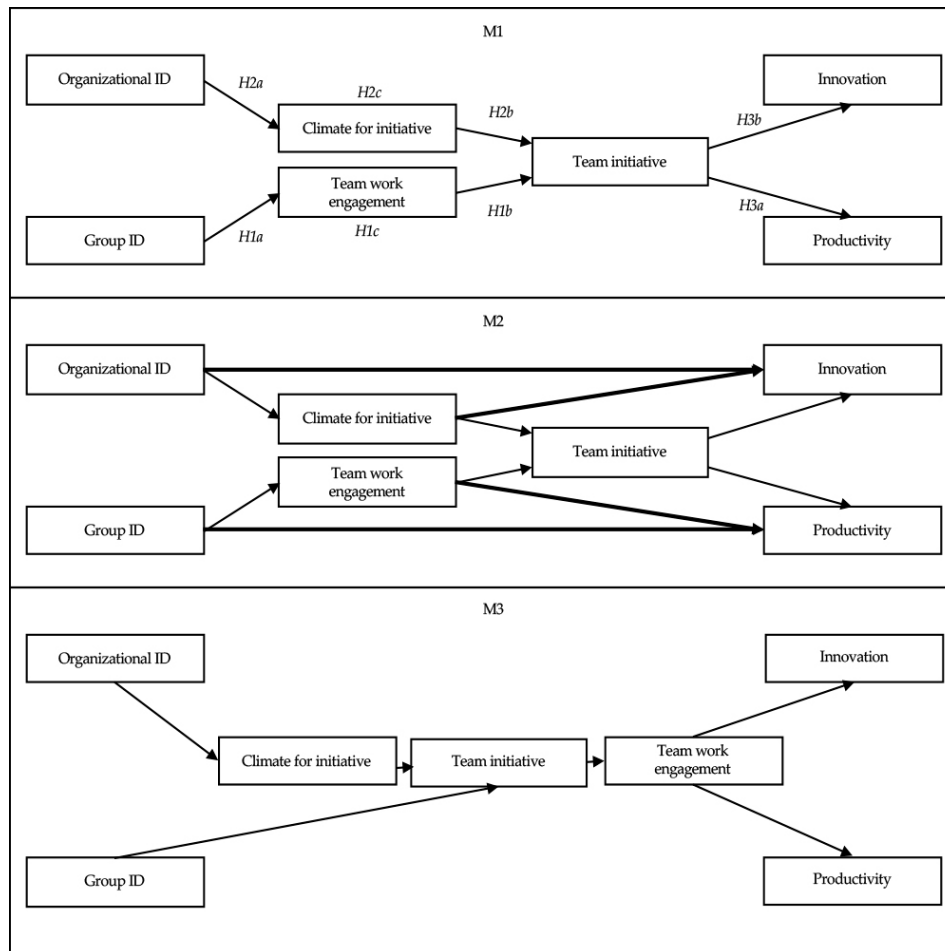 M1
Organizational ID
H2a
H2c
Innovation
Climate for initiative
H2b
H3b
Team initiative
Team work
engagement
Group ID
H1a
H1c
H1b
H3a
Productivity
M2
Organizational ID
Innovation
Climate for initiative
Team initiative
Team work
engagement
Group ID
Productivity
M3
Organizational ID
Innovation
Climate for initiative
Team initiative
Team work
engagement
Group ID
Productivity